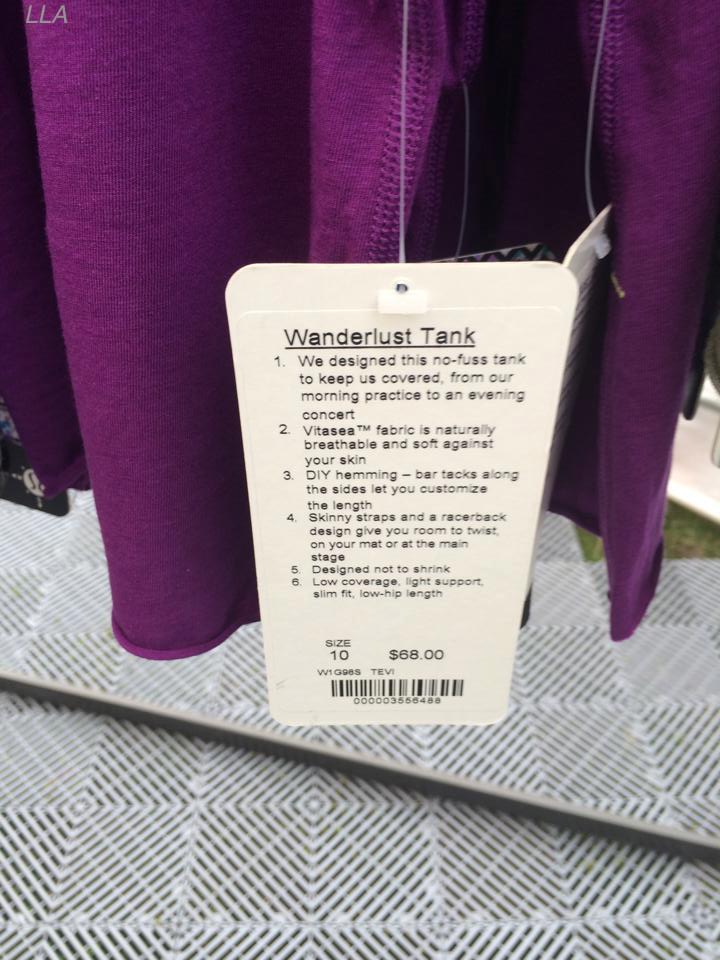 LLA
Wanderlust Tank
1. We designed this no-fuss tank
to keep us covered, from our
morning practice to an evening
concert
2. Vitasea™ fabric is naturally
breathable and soft against
your skin
3. DIY hemming – bar tacks along
the sides let you customize
the length
4. Skinny straps and a racerback
design give you room to twist,
on your mat or at the main
stage
5. Designed not to shrink
6. Low coverage, light support,
slim fit, low-hip length
SIZE
10 $68.00
W1G98S TEVI
000003556488